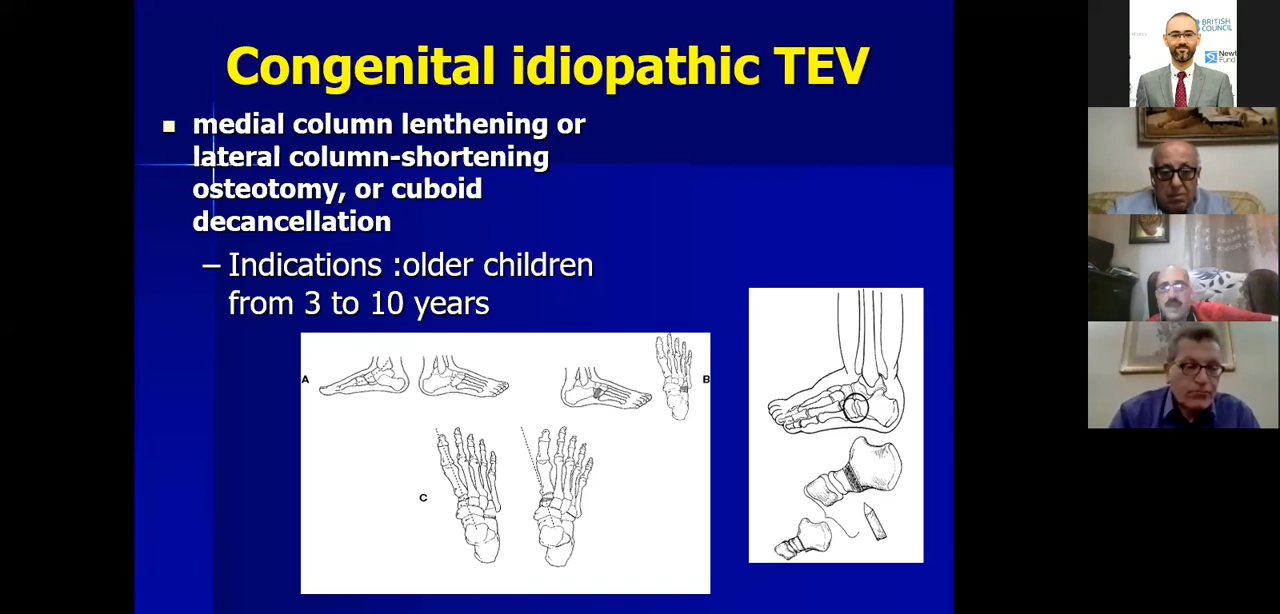 Congenital idiopathic TEV
medial column lenthening or
lateral column-shortening
osteotomy, or cuboid
decancellation
– Indications :older children
from 3 to 10 years
A
B
C
BRITISH
COUNCIL
Fund